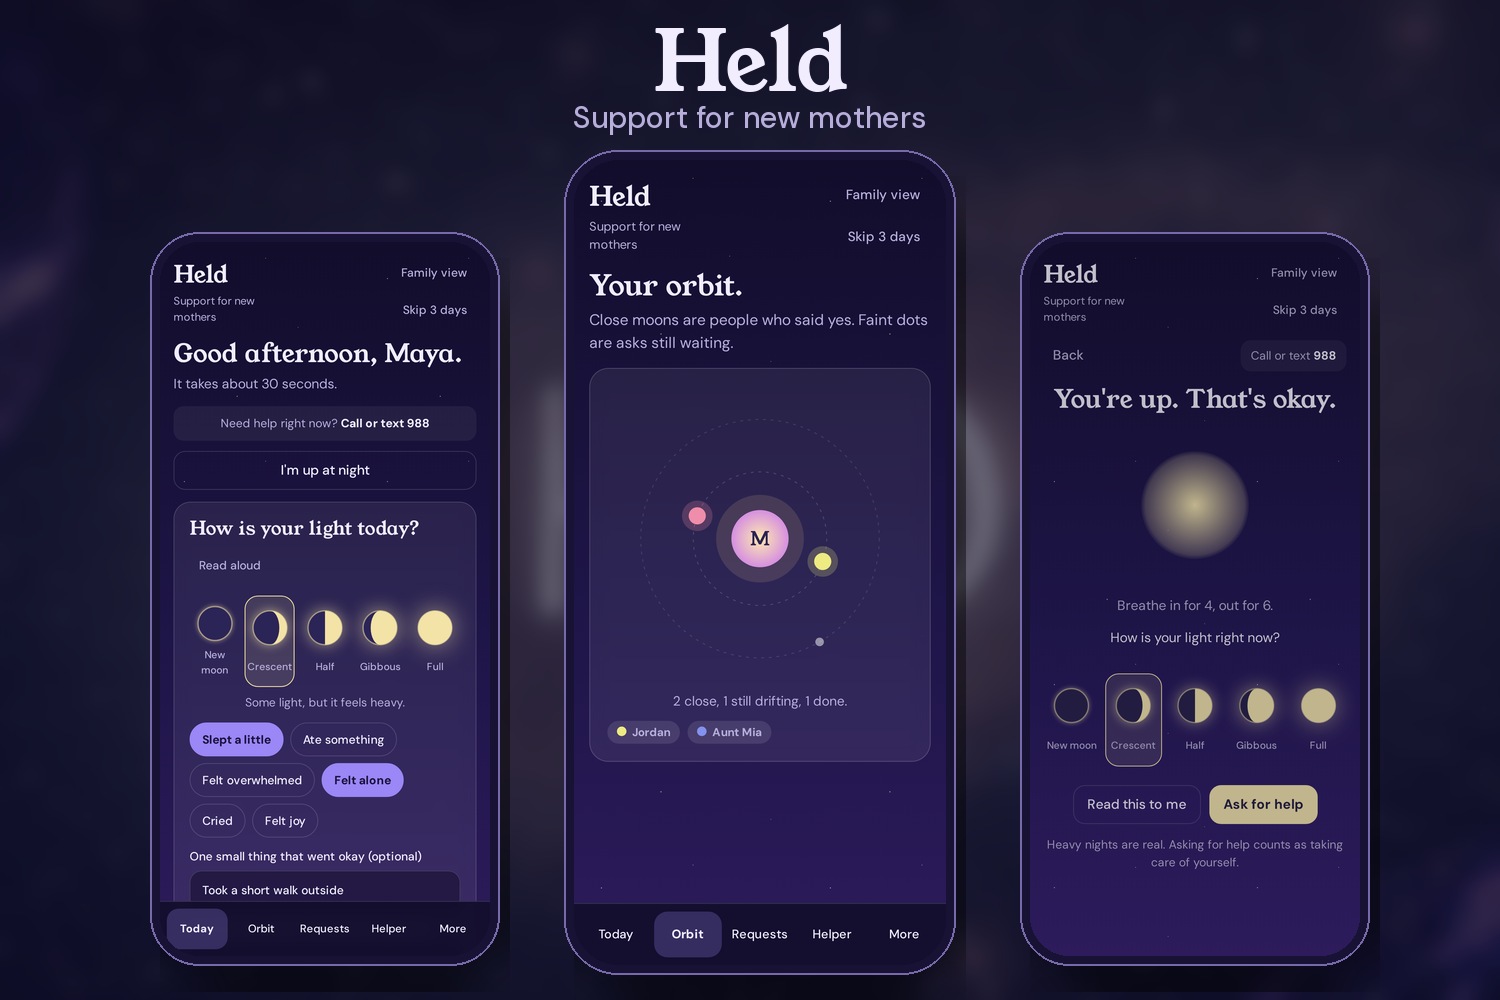 Held
Support for new mothers
Held
Family view
Support for new
mothers
Skip 3 days
Good afternoon, Maya.
It takes about 30 seconds.
Need help right now? Call or text 988
I'm up at night
How is your light today?
Read aloud
New
moon
Crescent
Half
Gibbous
Full
Some light, but it feels heavy.
Slept a little
Ate something
Felt overwhelmed
Felt alone
Cried
Felt joy
One small thing that went okay (optional)
Took a short walk outside
Today
Orbit
Requests
Helper
More
Held
Family view
Support for new
mothers
Skip 3 days
Your orbit.
Close moons are people who said yes. Faint dots
are asks still waiting.
M
2 close, 1 still drifting, 1 done.
Jordan
Aunt Mia
Today
Orbit
Requests
Helper
More
Held
Family view
Support for new
mothers
Skip 3 days
Back
Call or text 988
You're up. That's okay.
Breathe in for 4, out for 6.
How is your light right now?
New moon
Crescent
Half
Gibbous
Full
Read this to me
Ask for help
Heavy nights are real. Asking for help counts as taking
care of yourself.